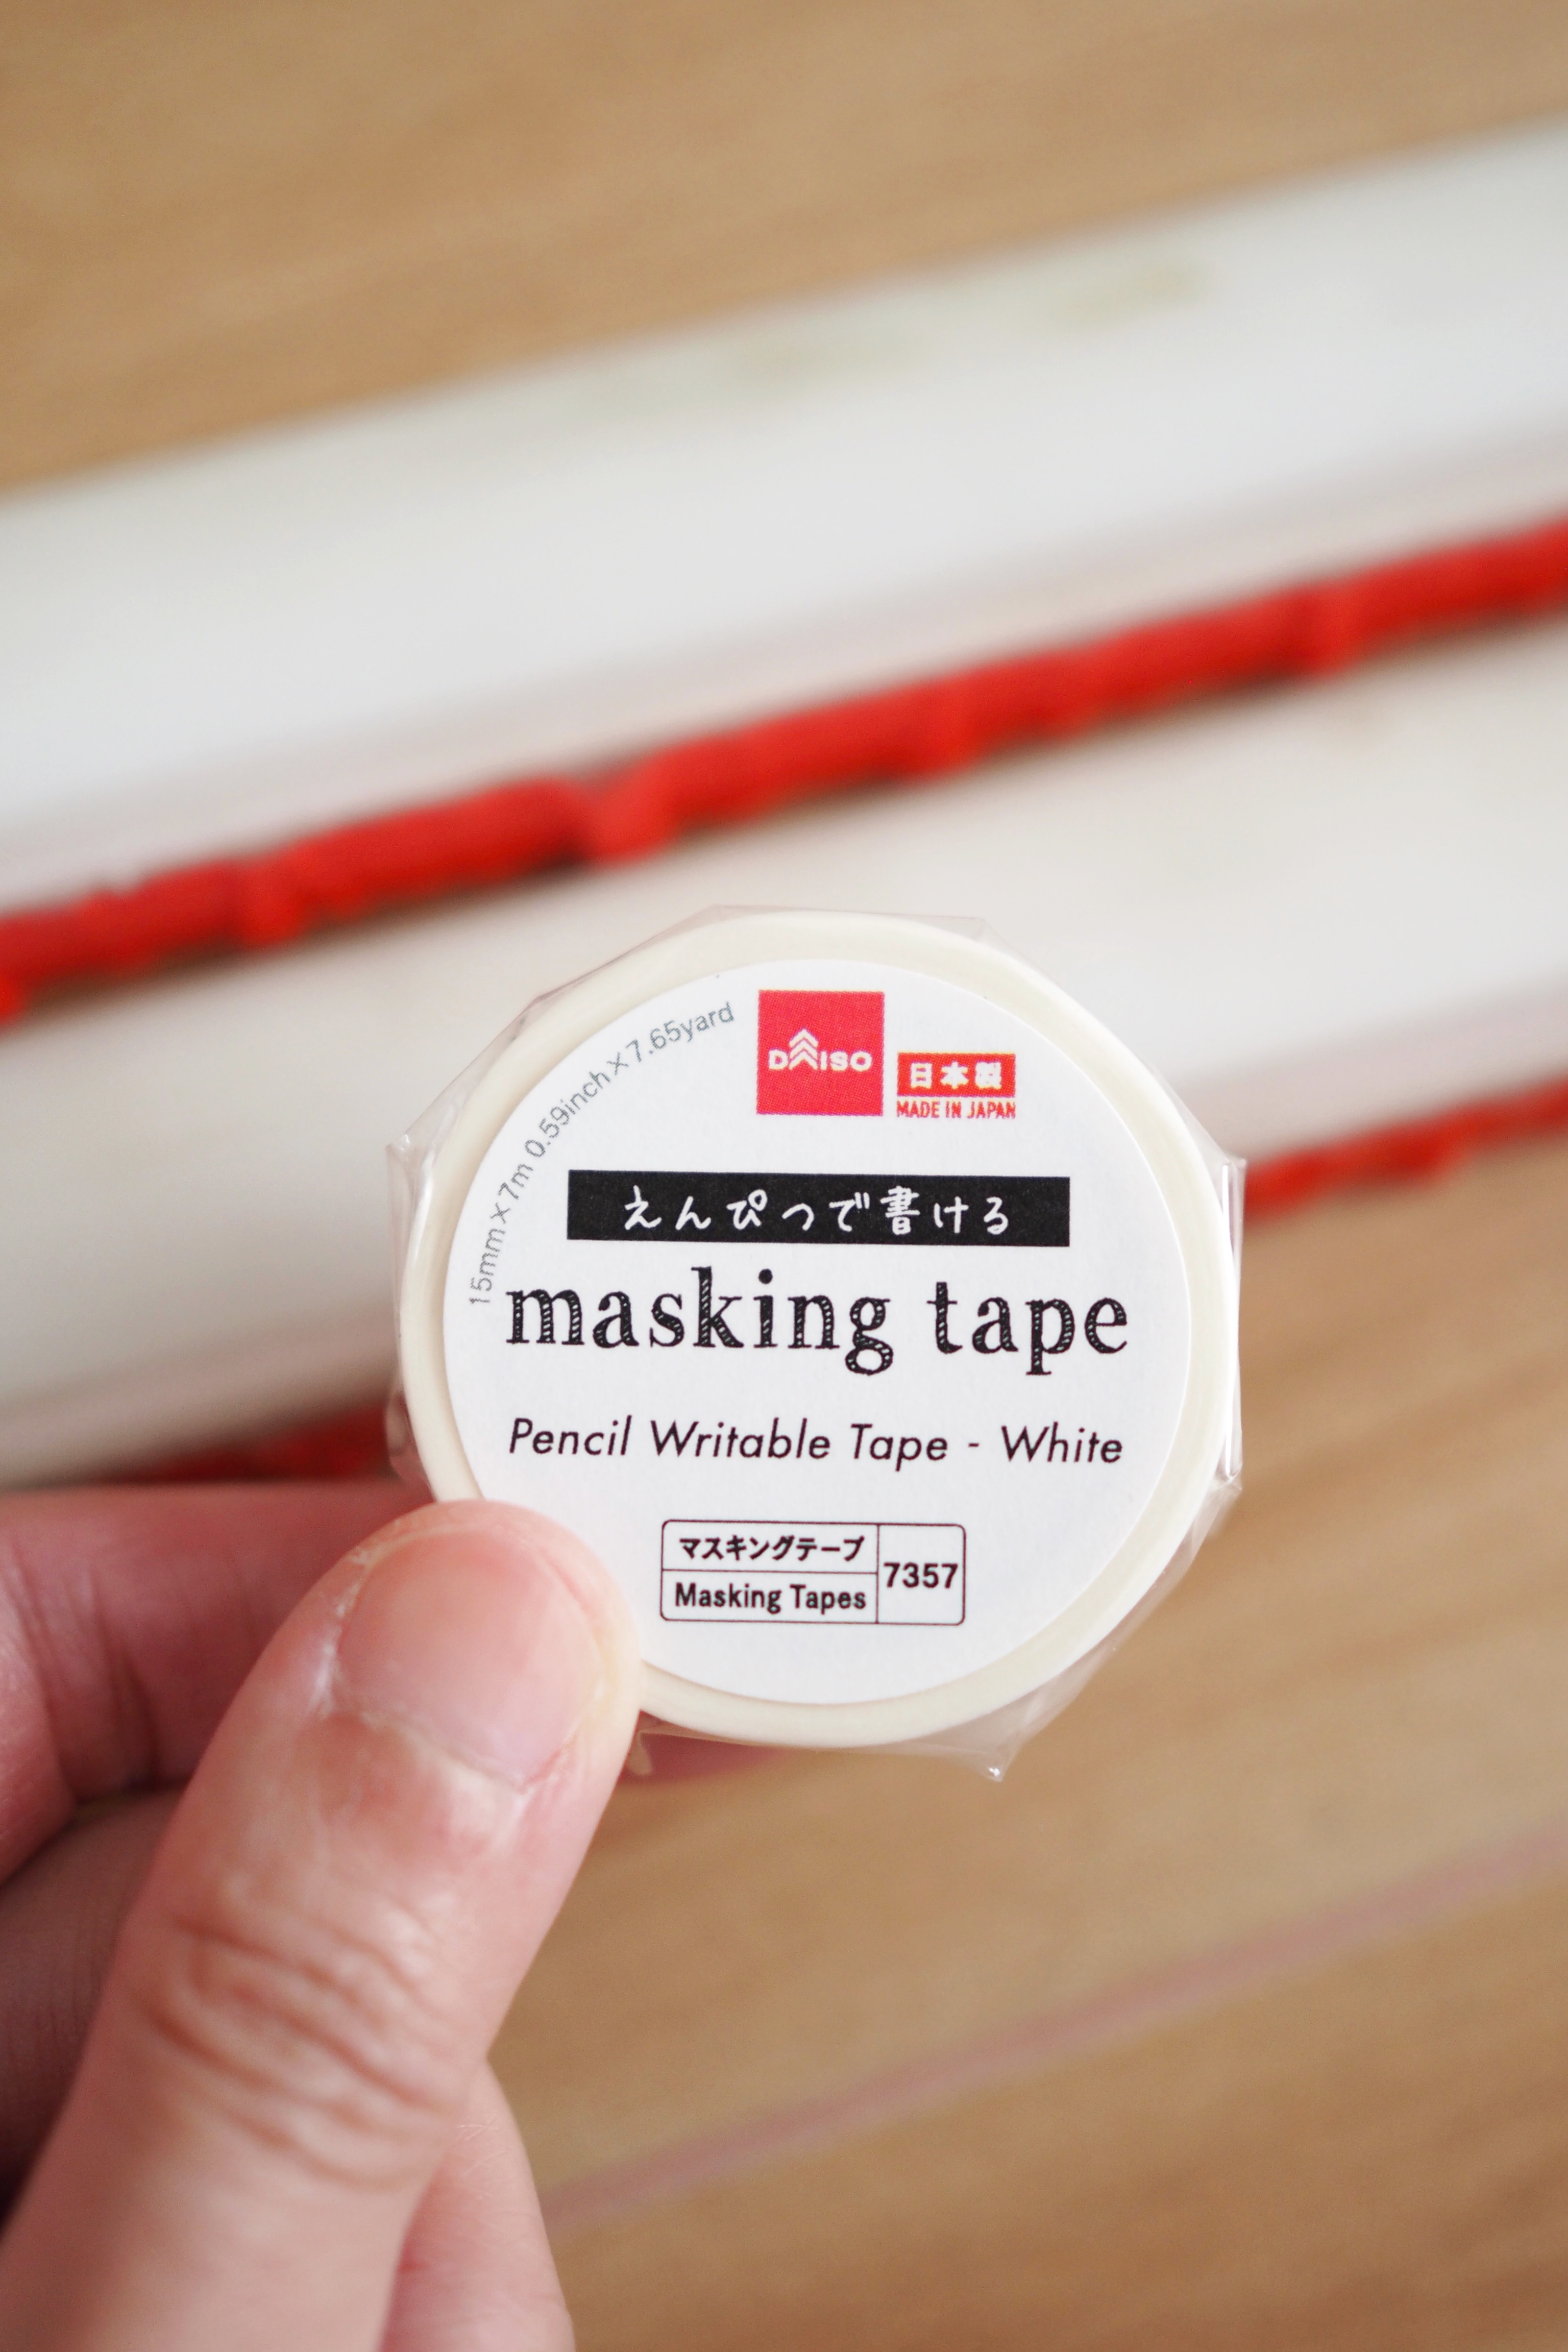 15mm×7m 0.59inch×7.65yard
DAISO
日本製
MADE IN JAPAN
えんぴつで書ける
masking tape
Pencil Writable Tape - White
マスキングテープ
Masking Tapes
7357